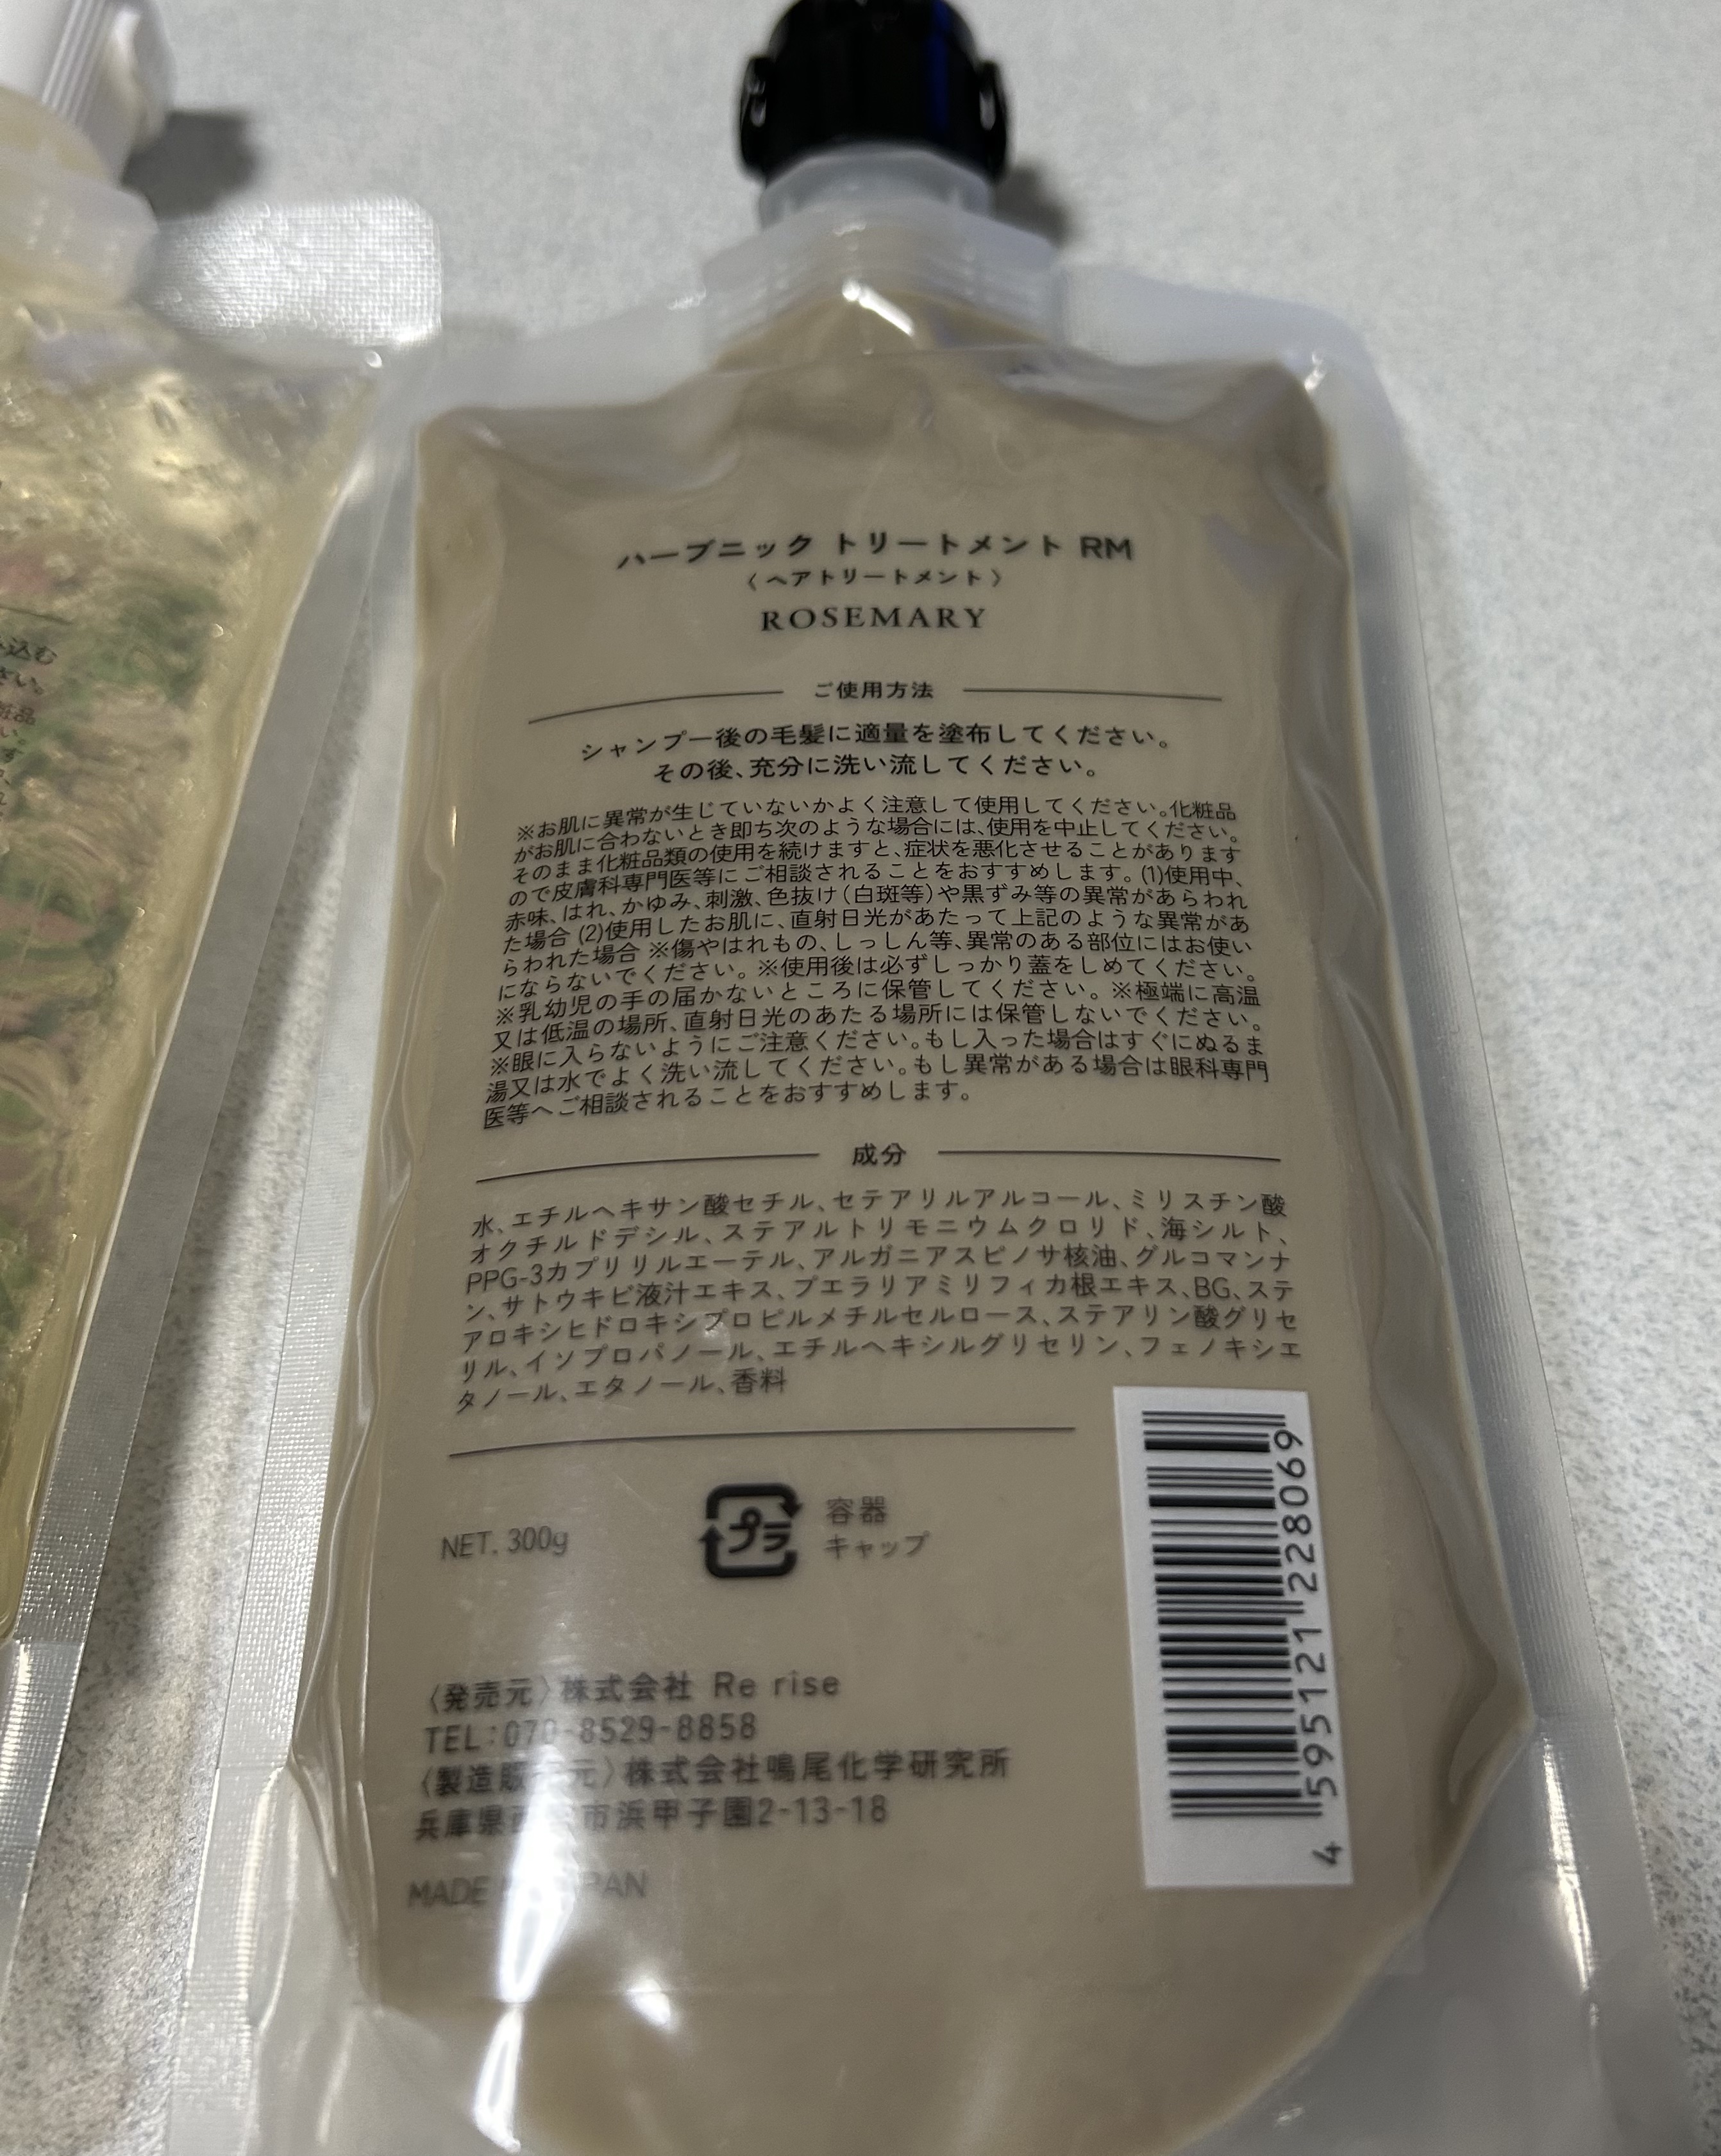 ハーブニック トリートメント RM
〈ヘアトリートメント〉
ROSEMARY
ご使用方法
シャンプー後の毛髪に適量を塗布してください。
その後、充分に洗い流してください。
※お肌に異常が生じていないかよく注意して使用してください。化粧品
がお肌に合わないとき即ち次のような場合には、使用を中止してください。
そのまま化粧品類の使用を続けますと、症状を悪化させることがあります
ので皮膚科専門医等にご相談されることをおすすめします。(1)使用中、
赤味、はれ、かゆみ、刺激、色抜け(白斑等)や黒ずみ等の異常があらわれ
た場合 (2)使用したお肌に、直射日光があたって上記のような異常があ
らわれた場合 ※傷やはれもの、しっしん等、異常のある部位にはお使い
にならないでください。※使用後は必ずしっかり蓋をしめてください。
※乳幼児の手の届かないところに保管してください。※極端に高温
又は低温の場所、直射日光のあたる場所には保管しないでください。
※眼に入らないようにご注意ください。もし入った場合はすぐにぬるま
湯又は水でよく洗い流してください。もし異常がある場合は眼科専門
医等へご相談されることをおすすめします。
成分
水、エチルヘキサン酸セチル、セテアリルアルコール、ミリスチン酸
オクチルドデシル、ステアルトリモニウムクロリド、海シルト、
PPG-3カプリリルエーテル、アルガニアスピノサ核油、グルコマンナ
ン、サトウキビ液汁エキス、プエラリアミリフィカ根エキス、BG、ステ
アロキシヒドロキシプロピルメチルセルロース、ステアリン酸グリセ
リル、イソプロパノール、エチルヘキシルグリセリン、フェノキシエ
タノール、エタノール、香料
NET. 300g
プラ
容器
キャップ
〈発売元〉株式会社 Re rise
TEL:070-8529-8858
〈製造販 元〉株式会社鳴尾化学研究所
兵庫県 市浜甲子園2-13-18
MADE
4 595121 228069
込む
い。
粧品
い。
す